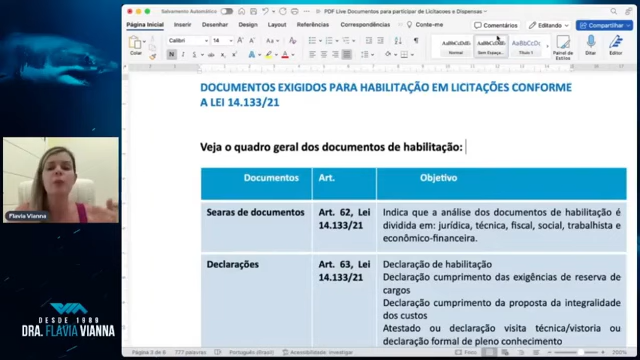 Salvamento Automático
PDF Live Documentos para participar de Licitacoes e Dispensas
Página Inicial
Inserir
Desenhar
Design
Layout
Referências
Correspondências
Conte-me
Comentários
Editando
Compartilhar
Colar
Calibri
14
AaBbCcDdEe
AaBbCcDdEe
AaBbCcDc
Normal
Sem Espaça...
Título 1
Painel de Estilos
Ditar
Editor
DOCUMENTOS EXIGIDOS PARA HABILITAÇÃO EM LICITAÇÕES CONFORME
A LEI 14.133/21
Veja o quadro geral dos documentos de habilitação:
Documentos Art. Objetivo
Searas de documentos
Art. 62, Lei
14.133/21
Indica que a análise dos documentos de habilitação é
dividida em: jurídica, técnica, fiscal, social, trabalhista e
econômico-financeira.
Declarações
Art. 63, Lei
14.133/21
Declaração de habilitação
Declaração cumprimento das exigências de reserva de
cargos
Declaração cumprimento da proposta da integralidade
dos custos
Atestado ou declaração visita técnica/vistoria ou
declaração formal de pleno conhecimento
Flavia Vianna
DESDE 1989
DRA. FLAVIA VIANNA
Página 3 de 6
777 palavras
Português (Brasil)
Acessibilidade: investigar
Foco
200%